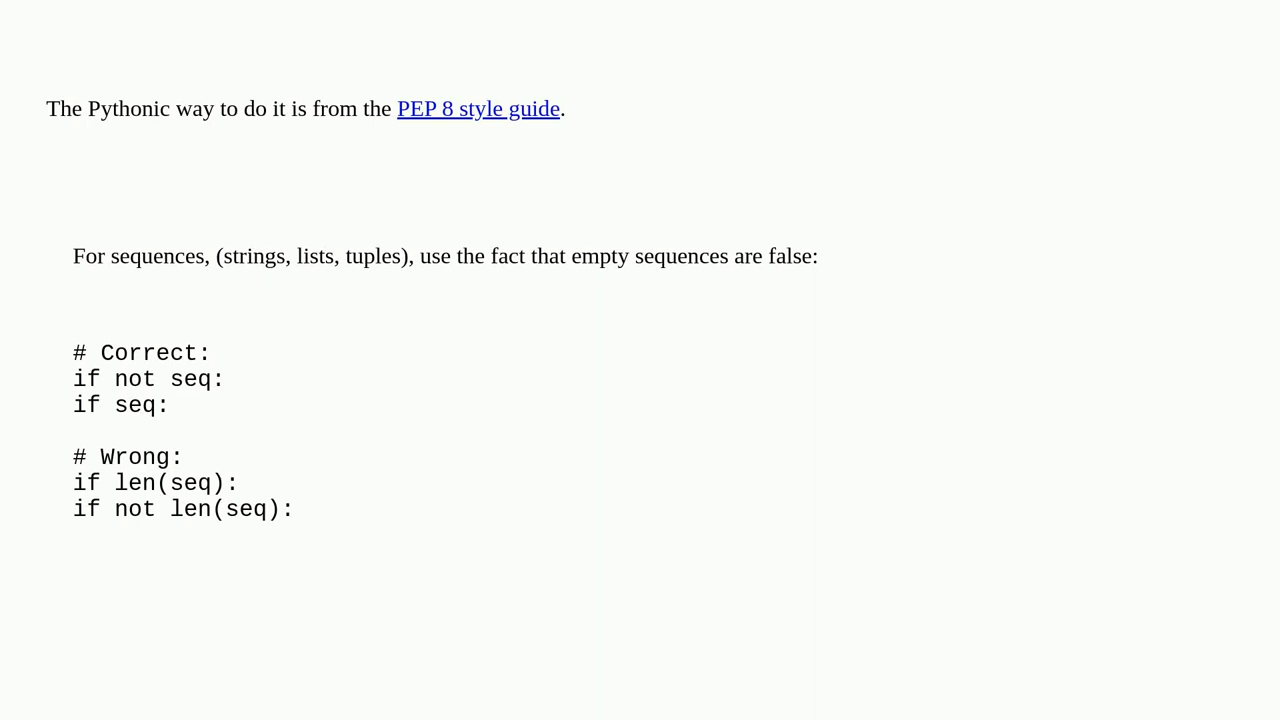 The Pythonic way to do it is from the PEP 8 style guide.
For sequences, (strings, lists, tuples), use the fact that empty sequences are false:
# Correct:
if not seq:
if seq:
# Wrong:
if len(seq):
if not len(seq):